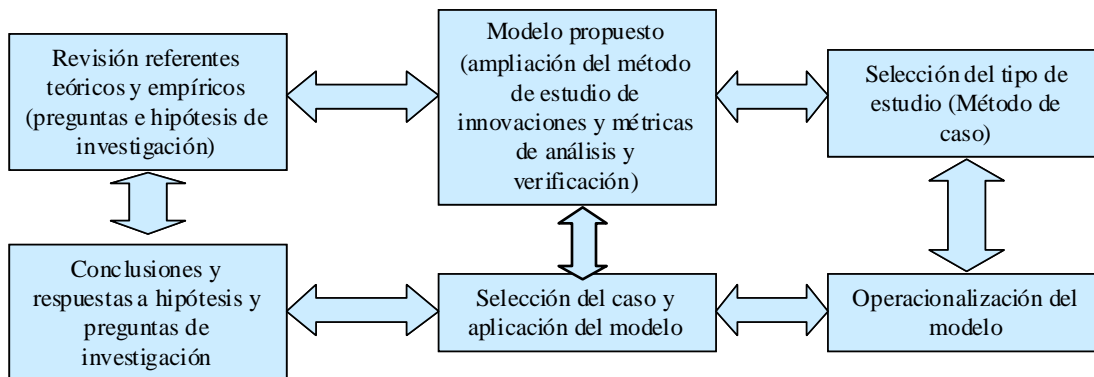 Revisión referentes
teóricos y empíricos
(preguntas e hipótesis de
investigación)
Modelo propuesto
(ampliación del método
de estudio de
innovaciones y métricas
de análisis y
verificación)
Selección del tipo de
estudio (Método de
caso)
Conclusiones y
respuestas a hipótesis y
preguntas de
investigación
Selección del caso y
aplicación del modelo
Operacionalización del
modelo